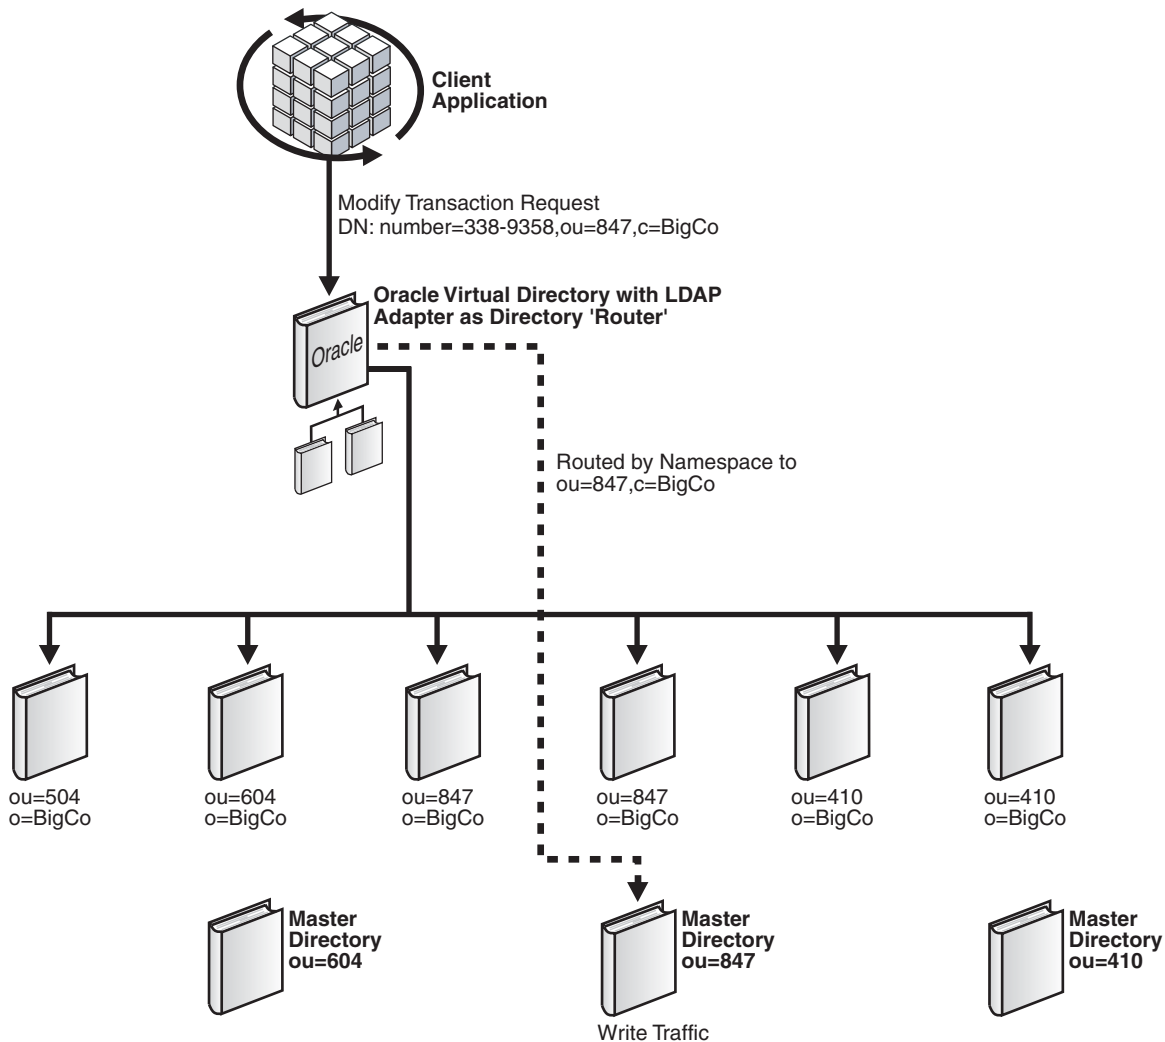 Client
Application
Modify Transaction Request
DN: number=338-9358,ou=847,c=BigCo
Oracle Virtual Directory with LDAP
Adapter as Directory 'Router'
Oracle
Routed by Namespace to
ou=847,c=BigCo
ou=504
o=BigCo
ou=604
o=BigCo
ou=847
o=BigCo
ou=847
o=BigCo
ou=410
o=BigCo
ou=410
o=BigCo
Master
Directory
ou=604
Master
Directory
ou=847
Master
Directory
ou=410
Write Traffic